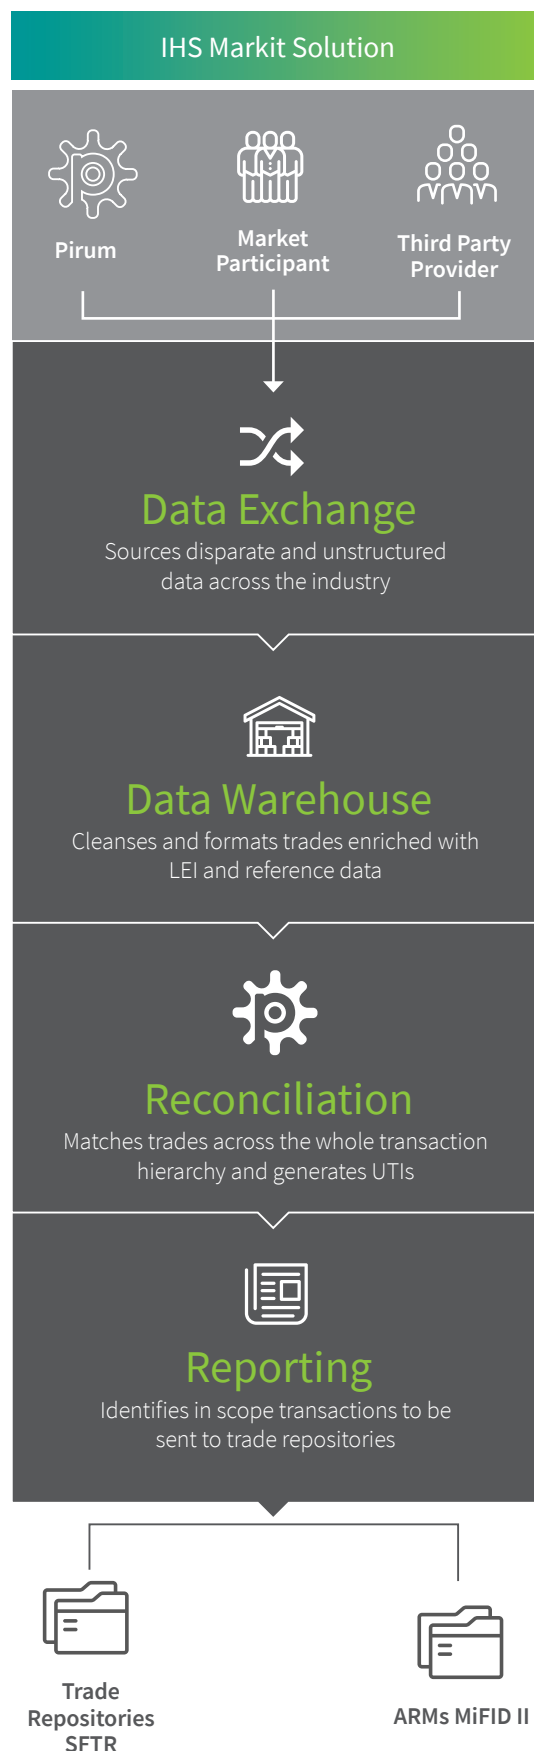 IHS Markit Solution
Pirum
Market
Participant
Third Party
Provider
Data Exchange
Sources disparate and unstructured
data across the industry
Data Warehouse
Cleanses and formats trades enriched with
LEI and reference data
Reconciliation
Matches trades across the whole transaction
hierarchy and generates UTIs
Reporting
Identifies in scope transactions to be
sent to trade repositories
Trade
Repositories
SFTR
ARMs MiFID II